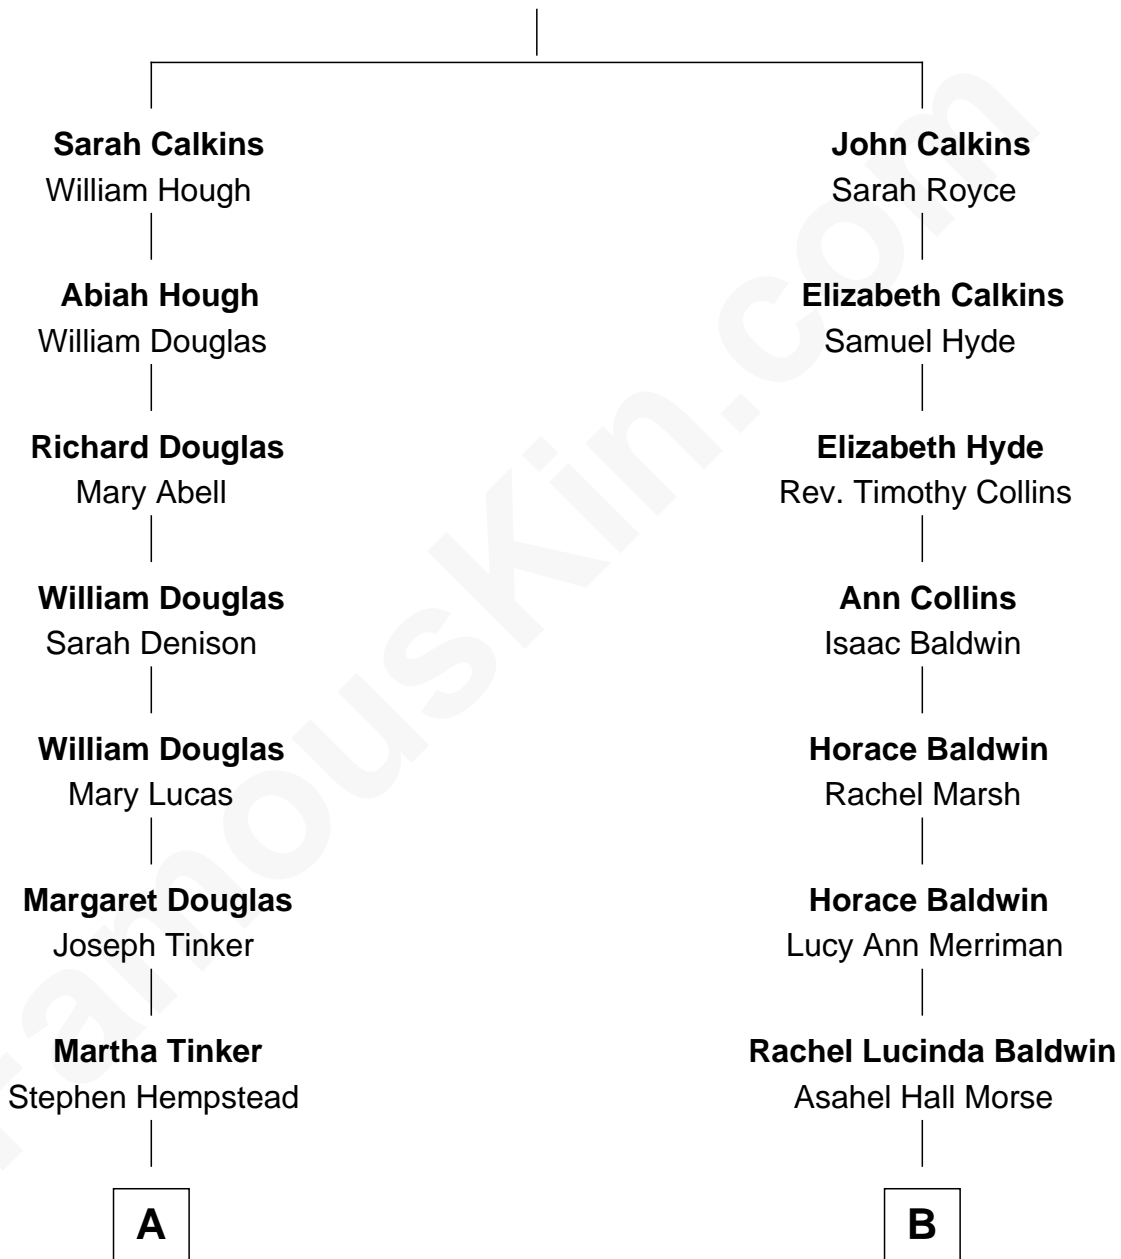 Sarah Calkins
William Hough
Abiah Hough
William Douglas
Richard Douglas
Mary Abell
William Douglas
Sarah Denison
William Douglas
Mary Lucas
Margaret Douglas
Joseph Tinker
Martha Tinker
Stephen Hempstead
A
John Calkins
Sarah Royce
Elizabeth Calkins
Samuel Hyde
Elizabeth Hyde
Rev. Timothy Collins
Ann Collins
Isaac Baldwin
Horace Baldwin
Rachel Marsh
Horace Baldwin
Lucy Ann Merriman
Rachel Lucinda Baldwin
Asahel Hall Morse
B
FamousKin.com